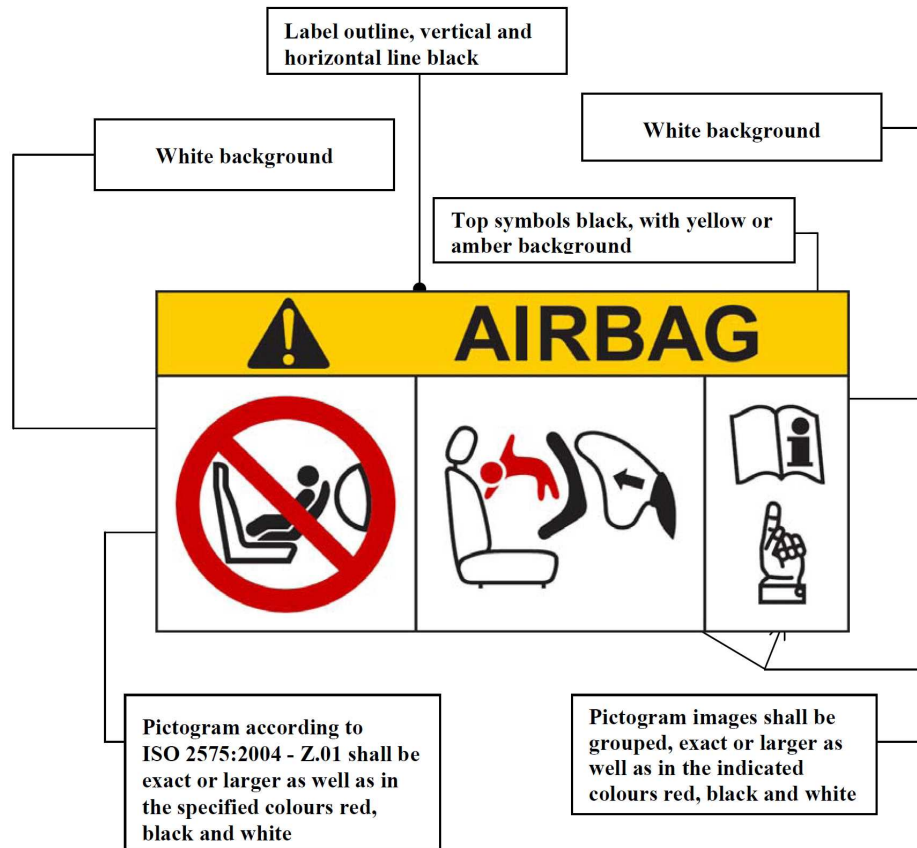 Label outline, vertical and
horizontal line black
White background
White background
Top symbols black, with yellow or
amber background
AIRBAG
Pictogram according to
ISO 2575:2004 - Z.01 shall be
exact or larger as well as in
the specified colours red,
black and white
Pictogram images shall be
grouped, exact or larger as
well as in the indicated
colours red, black and white